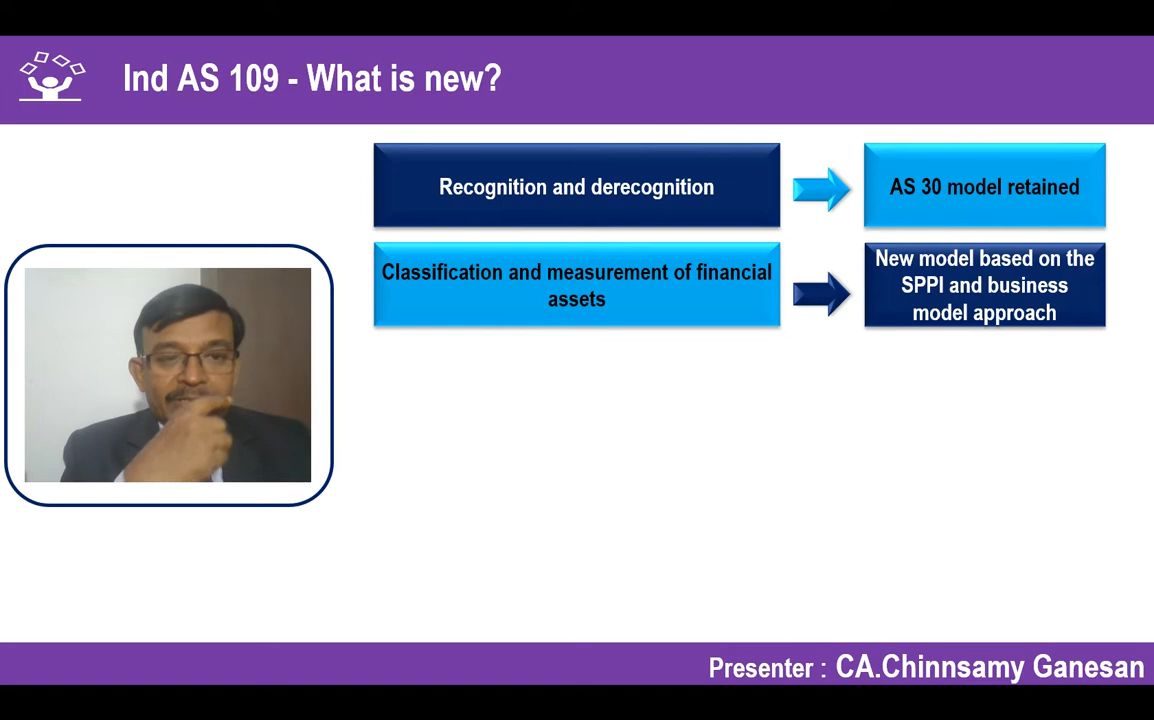 Ind AS 109 - What is new?
Recognition and derecognition
AS 30 model retained
Classification and measurement of financial
assets
New model based on the
SPPI and business
model approach
Presenter : CA.Chinnsamy Ganesan